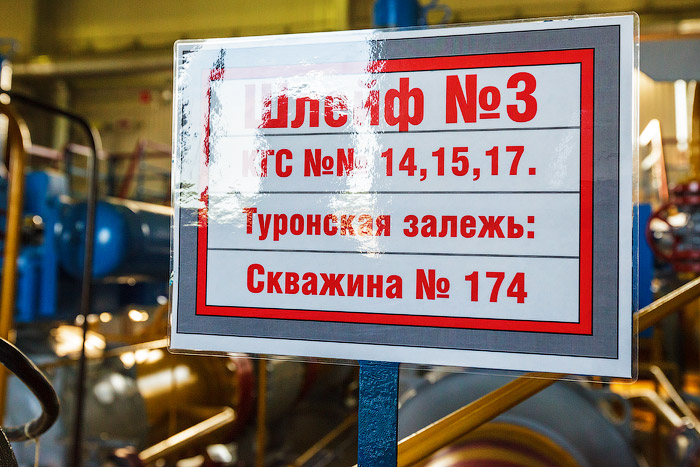 Шлейф №3
КГС №№ 14,15,17.
Туронская залежь:
Скважина № 174